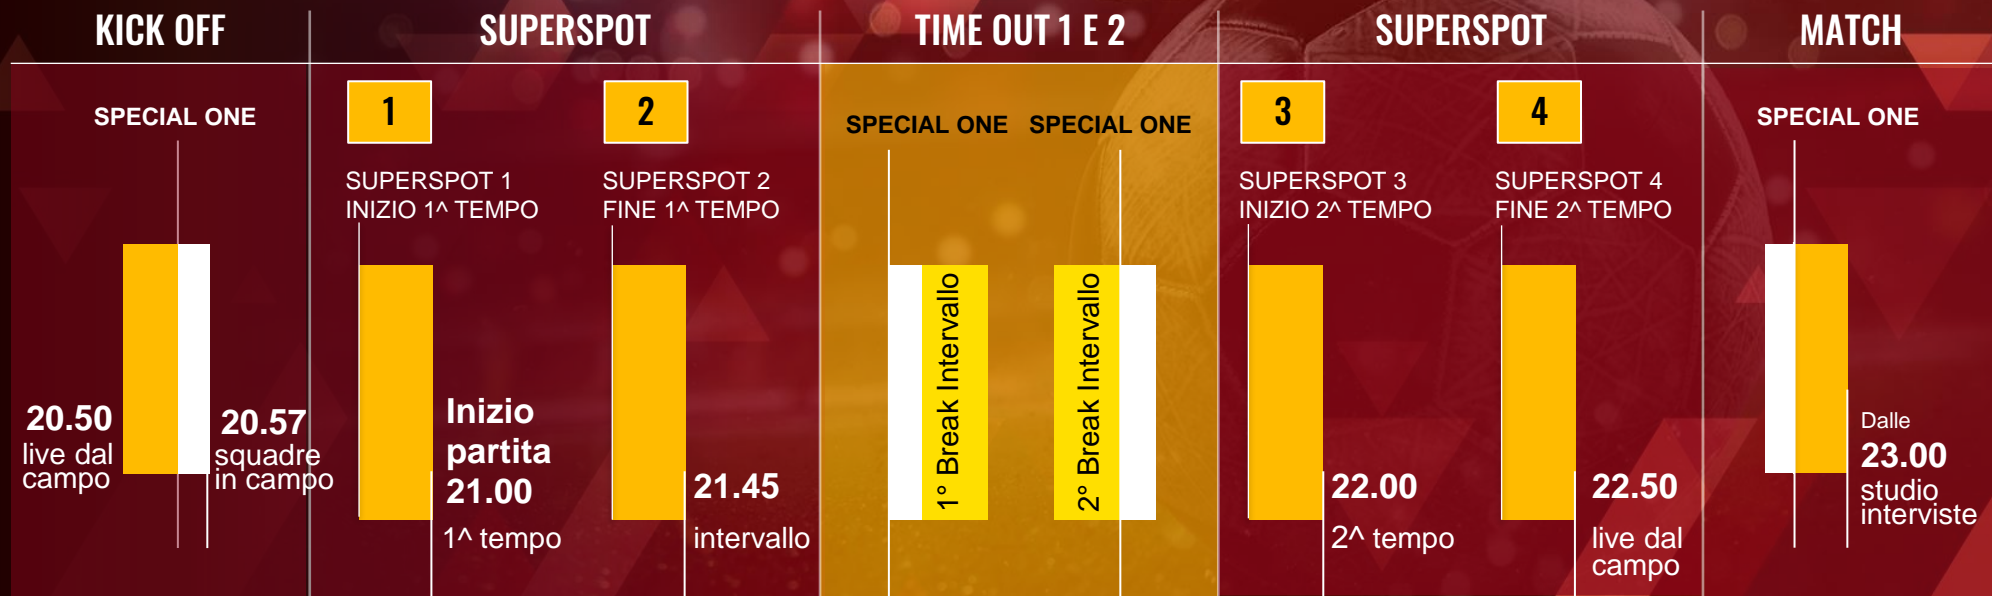 KICK OFF
SUPERSPOT
TIME OUT 1 E 2
SUPERSPOT
MATCH
SPECIAL ONE
20.50
live dal
campo
20.57
squadre
in campo
1
SUPERSPOT 1
INIZIO 1^ TEMPO
Inizio
partita
21.00
1^ tempo
2
SUPERSPOT 2
FINE 1^ TEMPO
21.45
intervallo
SPECIAL ONE
1° Break Intervallo
SPECIAL ONE
2° Break Intervallo
3
SUPERSPOT 3
INIZIO 2^ TEMPO
22.00
2^ tempo
4
SUPERSPOT 4
FINE 2^ TEMPO
22.50
live dal
campo
SPECIAL ONE
Dalle
23.00
studio
interviste